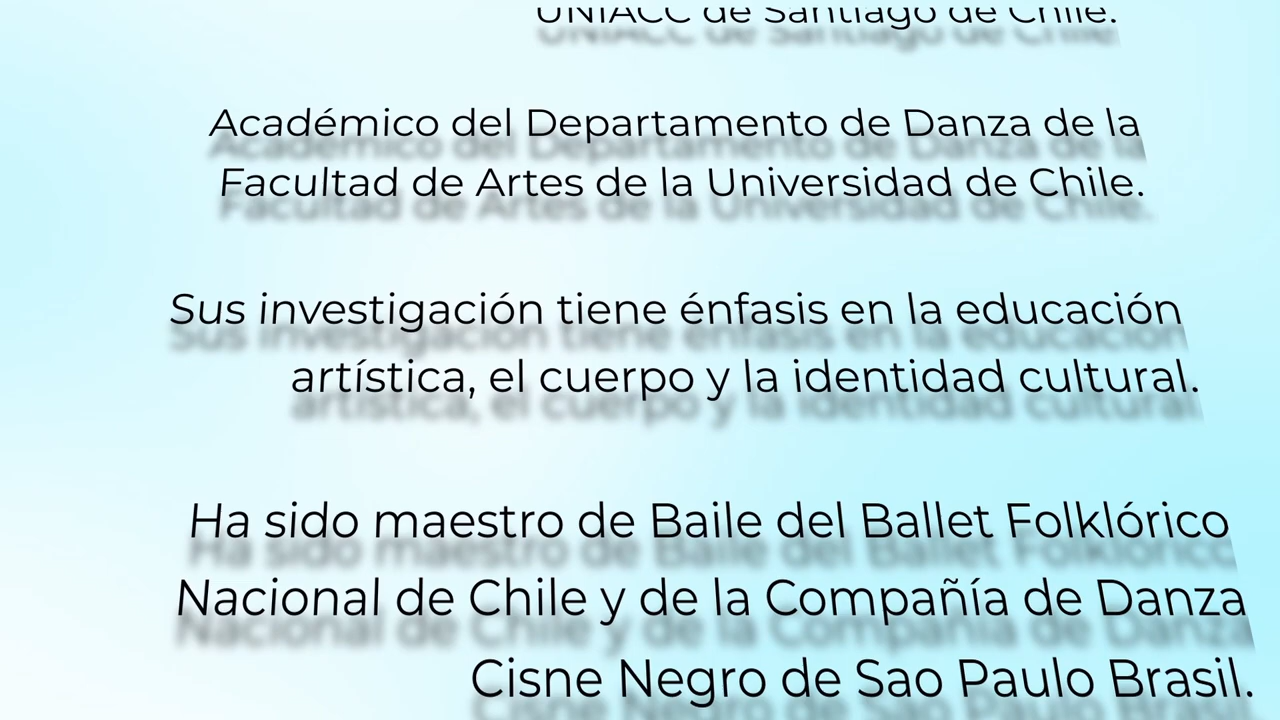 UNIACC de Santiago de Chile.
Académico del Departamento de Danza de la
Facultad de Artes de la Universidad de Chile.
Sus investigación tiene énfasis en la educación
artística, el cuerpo y la identidad cultural.
Ha sido maestro de Baile del Ballet Folklórico
Nacional de Chile y de la Compañía de Danza
Cisne Negro de Sao Paulo Brasil.